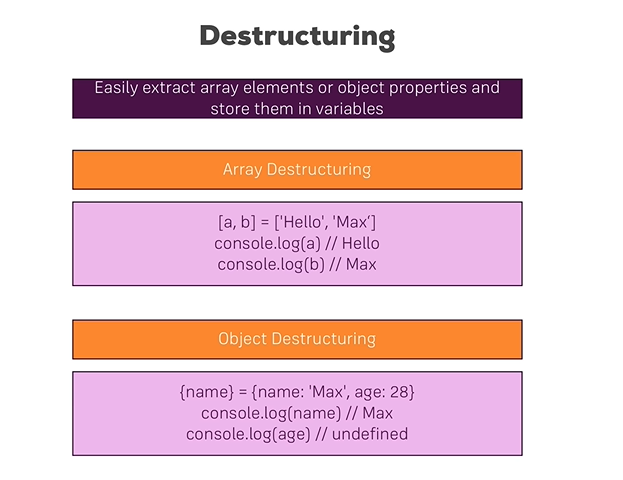 Destructuring
Easily extract array elements or object properties and
store them in variables
Array Destructuring
[a, b] = ['Hello', 'Max‘]
console.log(a) // Hello
console.log(b) // Max
Object Destructuring
{name} = {name: 'Max', age: 28}
console.log(name) // Max
console.log(age) // undefined